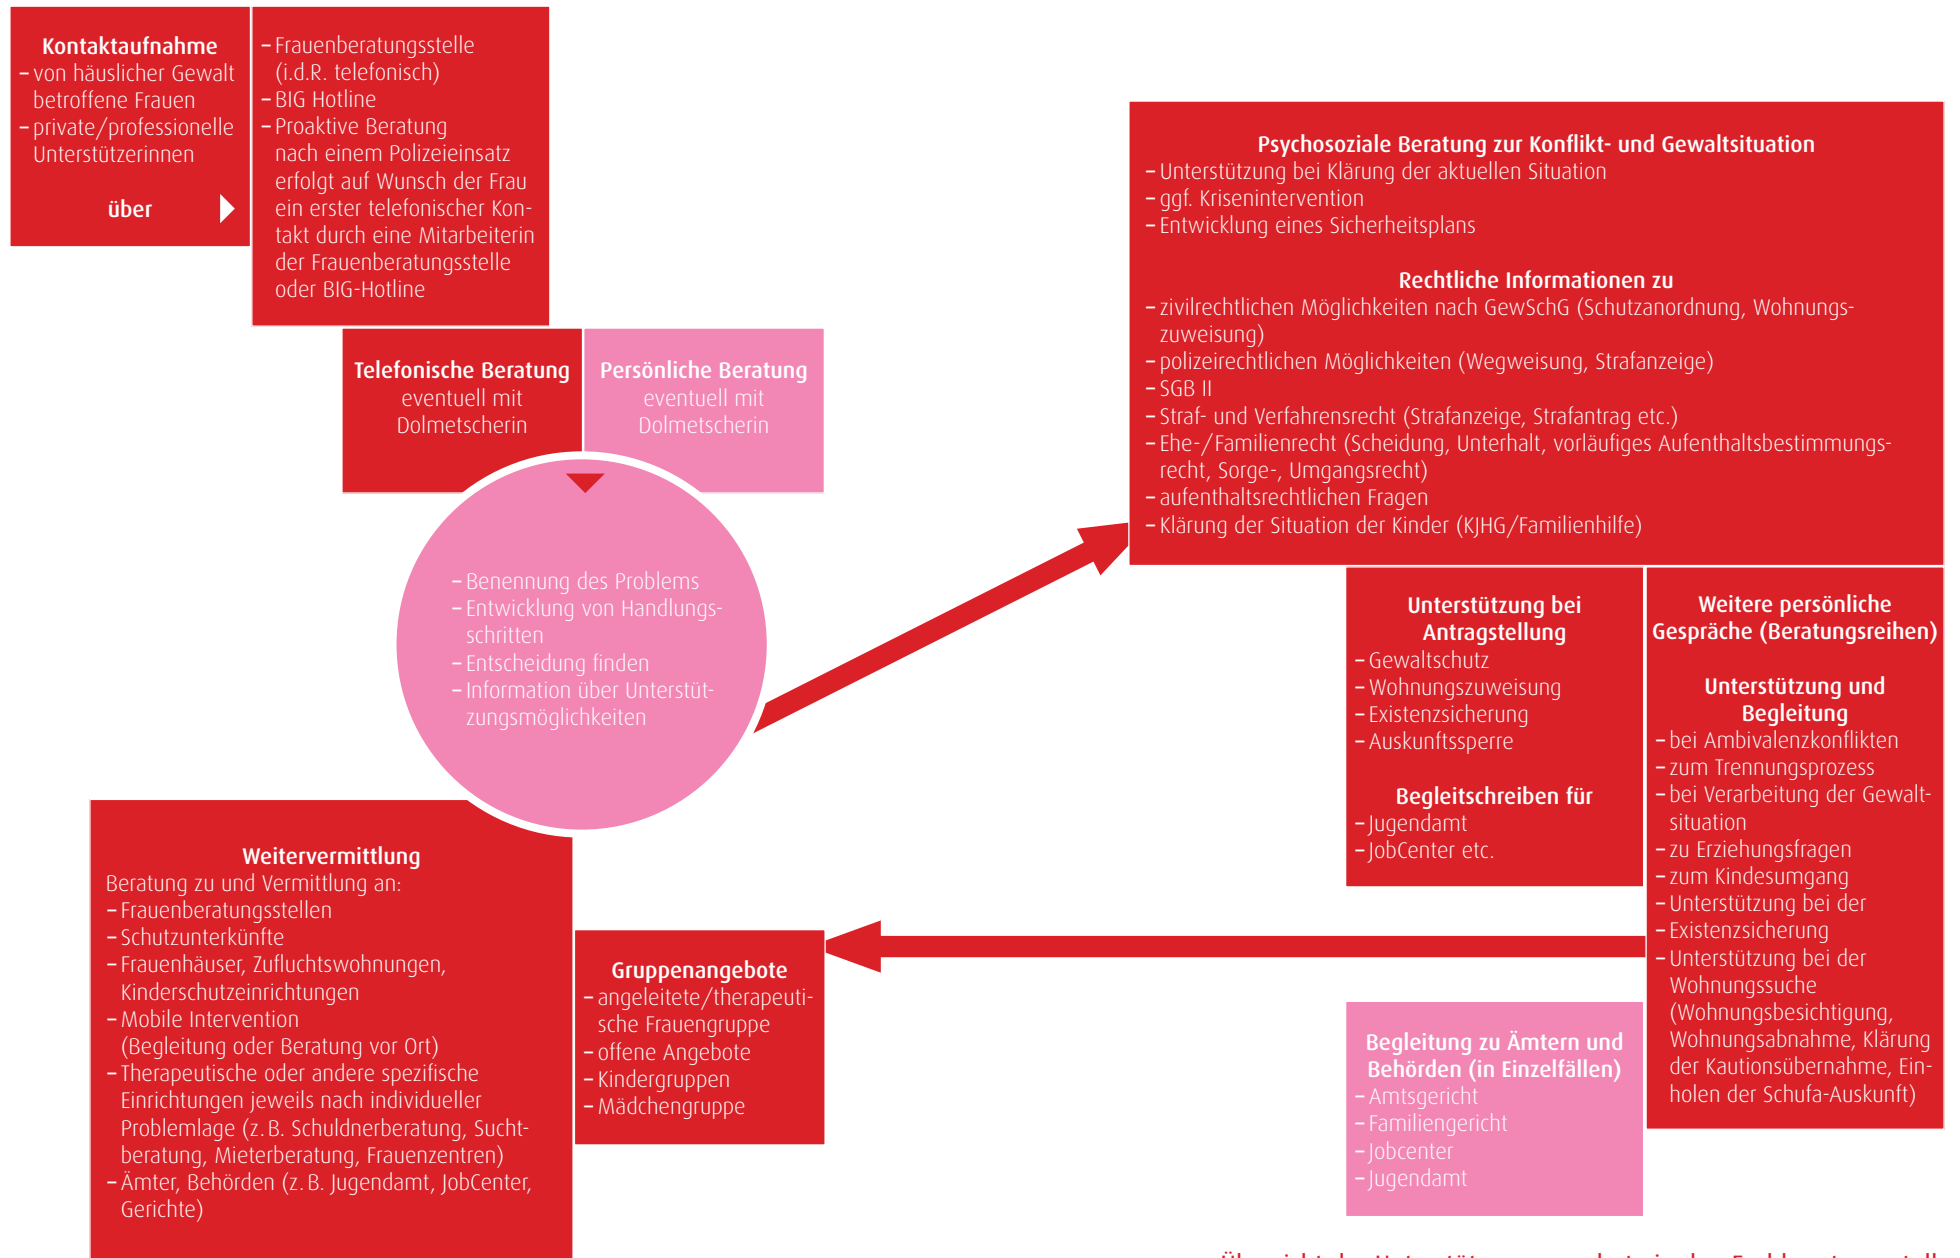 Kontaktaufnahme
– von häuslicher Gewalt
betroffene Frauen
– private/professionelle
Unterstützerinnen
über
– Frauenberatungsstelle
(i.d.R. telefonisch)
– BIG Hotline
– Proaktive Beratung
nach einem Polizeieinsatz
erfolgt auf Wunsch der Frau
ein erster telefonischer Kon-
takt durch eine Mitarbeiterin
der Frauenberatungsstelle
oder BIG-Hotline
Telefonische Beratung
eventuell mit
Dolmetscherin
Persönliche Beratung
eventuell mit
Dolmetscherin
– Benennung des Problems
– Entwicklung von Handlungs-
schritten
– Entscheidung finden
– Information über Unterstüt-
zungsmöglichkeiten
Psychosoziale Beratung zur Konflikt- und Gewaltsituation
– Unterstützung bei Klärung der aktuellen Situation
– ggf. Krisenintervention
– Entwicklung eines Sicherheitsplans
Rechtliche Informationen zu
– zivilrechtlichen Möglichkeiten nach GewSchG (Schutzanordnung, Wohnungs-
zuweisung)
– polizeirechtlichen Möglichkeiten (Wegweisung, Strafanzeige)
– SGB II
– Straf- und Verfahrensrecht (Strafanzeige, Strafantrag etc.)
– Ehe-/Familienrecht (Scheidung, Unterhalt, vorläufiges Aufenthaltsbestimmungs-
recht, Sorge-, Umgangsrecht)
– aufenthaltsrechtlichen Fragen
– Klärung der Situation der Kinder (KJHG/Familienhilfe)
Unterstützung bei
Antragstellung
– Gewaltschutz
– Wohnungszuweisung
– Existenzsicherung
– Auskunftssperre
Begleitschreiben für
– Jugendamt
– JobCenter etc.
Weitere persönliche
Gespräche (Beratungsreihen)
Unterstützung und
Begleitung
– bei Ambivalenzkonflikten
– zum Trennungsprozess
– bei Verarbeitung der Gewalt-
situation
– zu Erziehungsfragen
– zum Kindesumgang
– Unterstützung bei der
– Existenzsicherung
– Unterstützung bei der
Wohnungssuche
(Wohnungsbesichtigung,
Wohnungsabnahme, Klärung
der Kautionsübernahme, Ein-
holen der Schufa-Auskunft)
Begleitung zu Ämtern und
Behörden (in Einzelfällen)
– Amtsgericht
– Familiengericht
– Jobcenter
– Jugendamt
Gruppenangebote
– angeleitete/therapeuti-
sche Frauengruppe
– offene Angebote
– Kindergruppen
– Mädchengruppe
Weitervermittlung
Beratung zu und Vermittlung an:
– Frauenberatungsstellen
– Schutzunterkünfte
– Frauenhäuser, Zufluchtswohnungen,
Kinderschutzeinrichtungen
– Mobile Intervention
(Begleitung oder Beratung vor Ort)
– Therapeutische oder andere spezifische
Einrichtungen jeweils nach individueller
Problemlage (z. B. Schuldnerberatung, Sucht-
beratung, Mieterberatung, Frauenzentren)
– Ämter, Behörden (z. B. Jugendamt, JobCenter,
Gerichte)